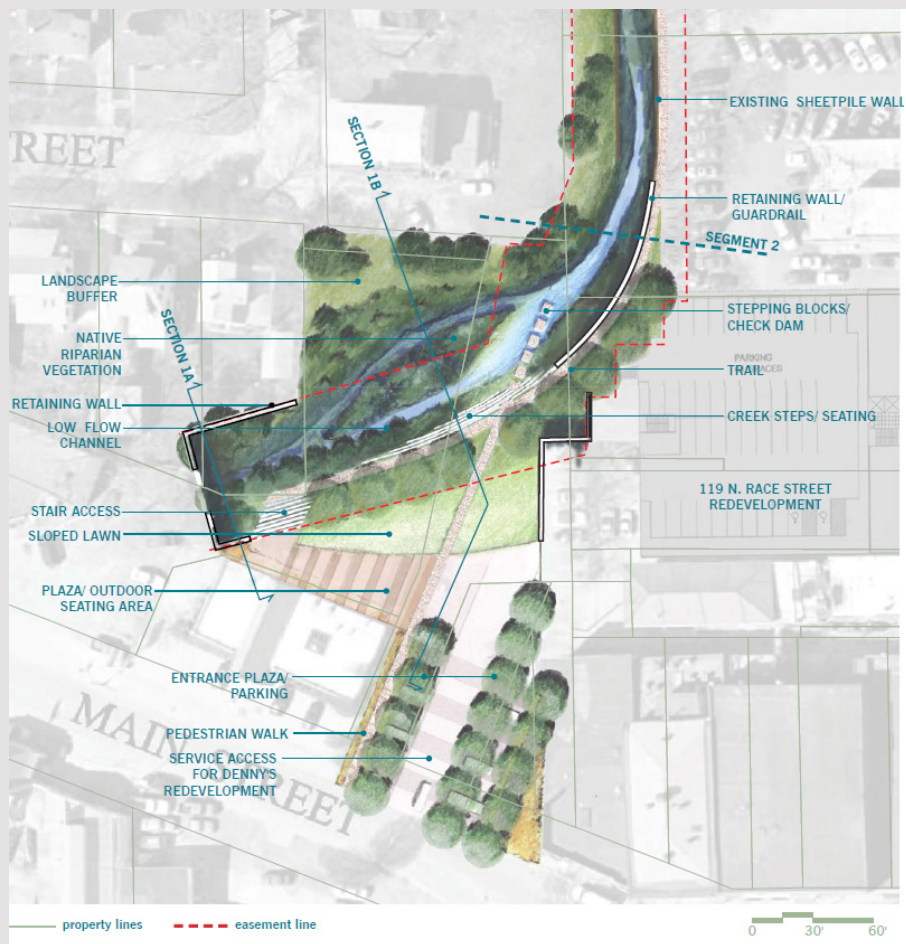 STREET
SECTION 1B
EXISTING SHEETPILE WALL
RETAINING WALL/
GUARDRAIL
SEGMENT 2
LANDSCAPE
BUFFER
STEPPING BLOCKS/
CHECK DAM
NATIVE
RIPARIAN
VEGETATION
SECTION 1A
PARKING
TRAIL
RETAINING WALL
LOW FLOW
CHANNEL
CREEK STEPS/ SEATING
119 N. RACE STREET
REDEVELOPMENT
STAIR ACCESS
SLOPED LAWN
PLAZA/ OUTDOOR
SEATING AREA
ENTRANCE PLAZA/
PARKING
PEDESTRIAN WALK
SERVICE ACCESS
FOR DENNY'S
REDEVELOPMENT
MAIN STREET
property lines
easement line
0 30' 60'